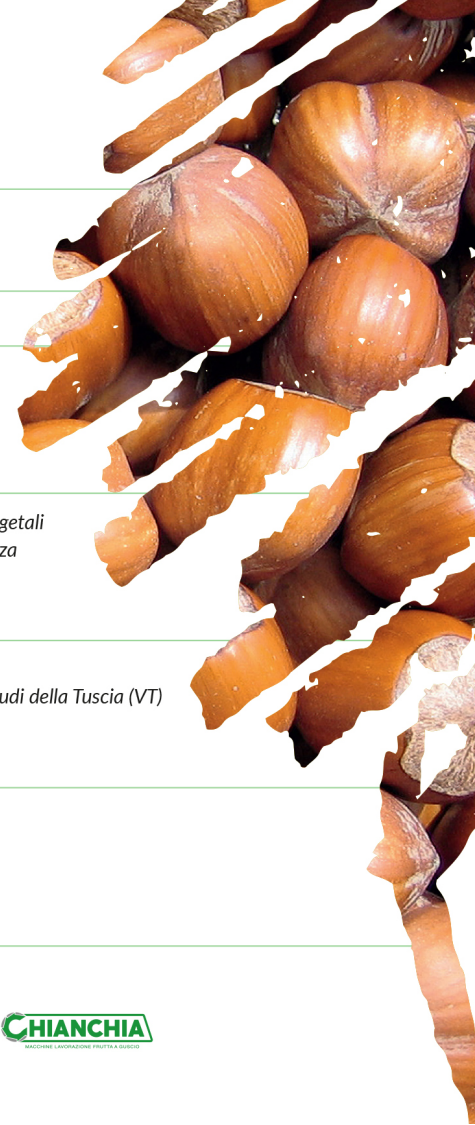 getali
za
udi della Tuscia (VT)
CHIANCHIA
MACCHINE LAVORAZIONE FRUTTA A GUSCIO